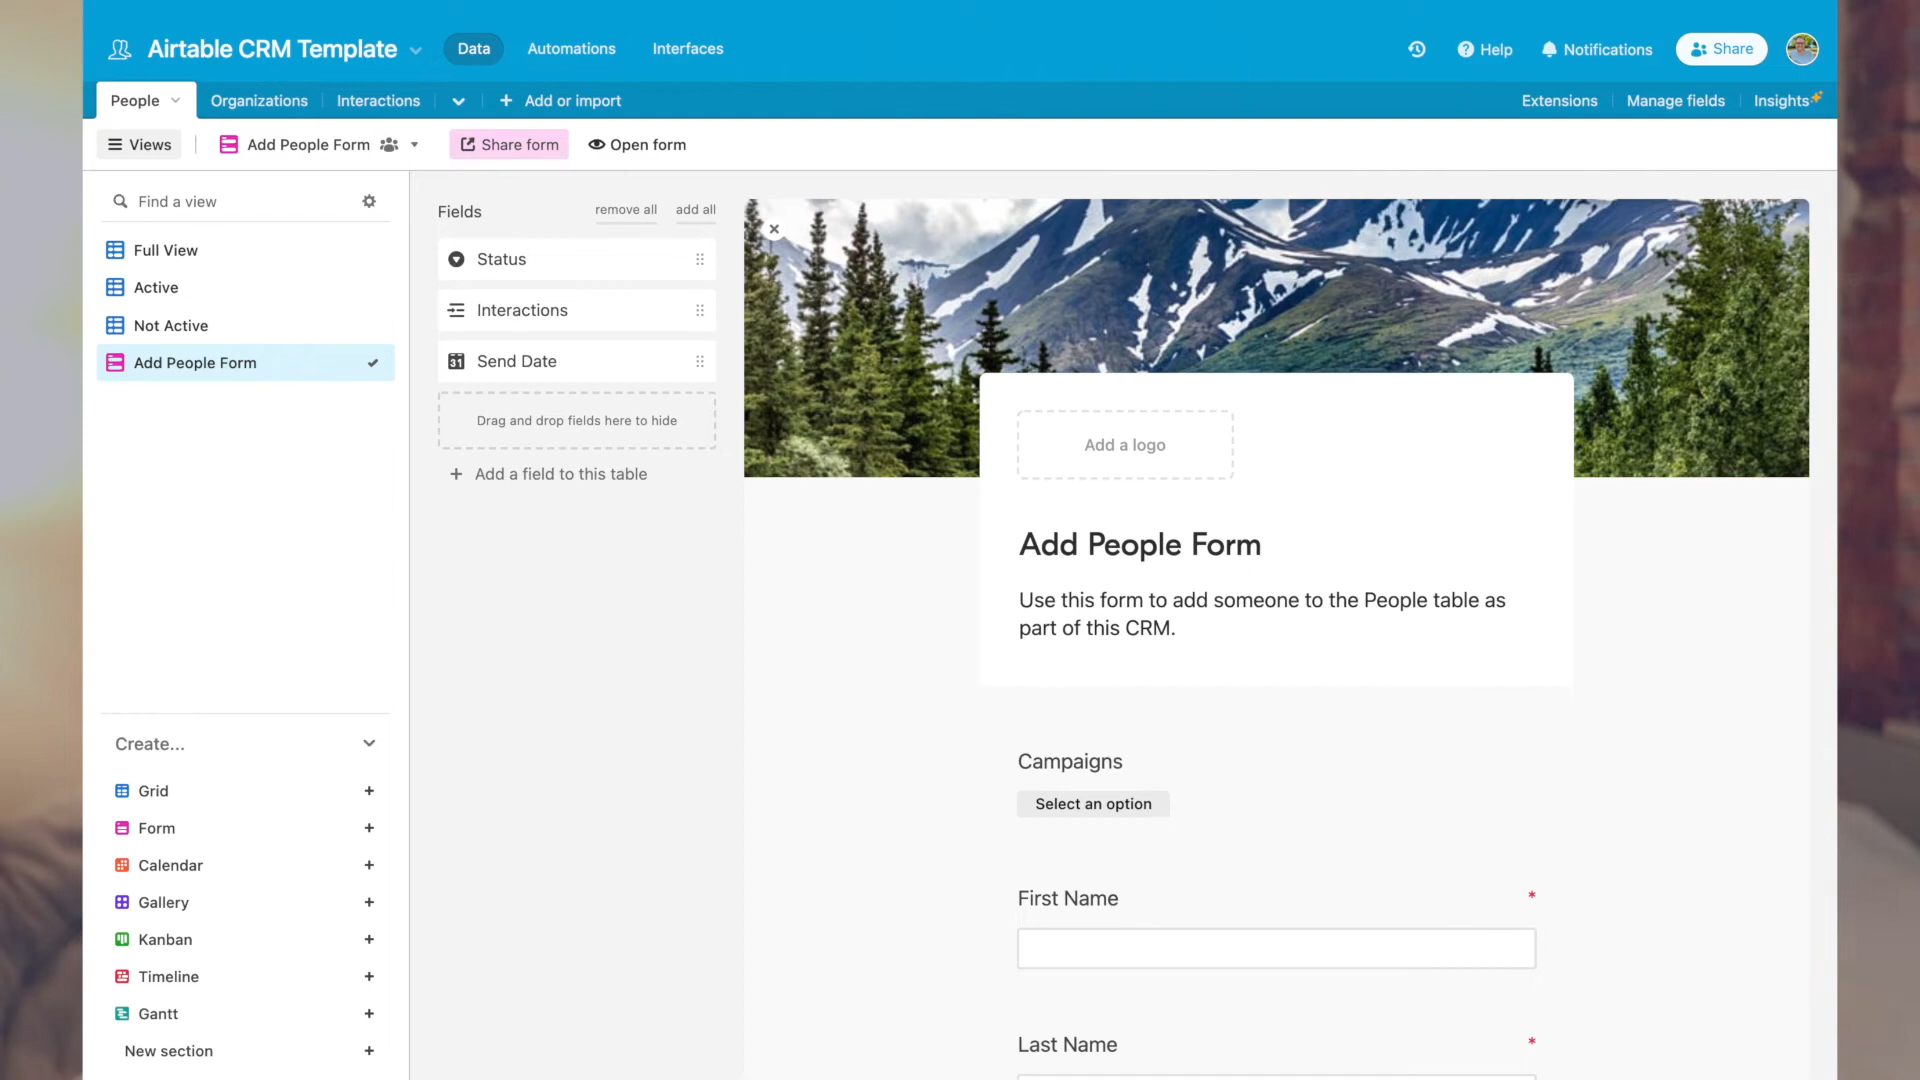 Airtable CRM Template
Data
Automations
Interfaces
Help
Notifications
Share
People
Organizations
Interactions
Add or import
Extensions
Manage fields
Insights
Views
Add People Form
Share form
Open form
Find a view
Full View
Active
Not Active
Add People Form
Create...
Grid
Form
Calendar
Gallery
Kanban
Timeline
Gantt
New section
Fields
remove all
add all
Status
Interactions
31 Send Date
Drag and drop fields here to hide
Add a field to this table
Add a logo
Add People Form
Use this form to add someone to the People table as
part of this CRM.
Campaigns
Select an option
First Name *
Last Name *